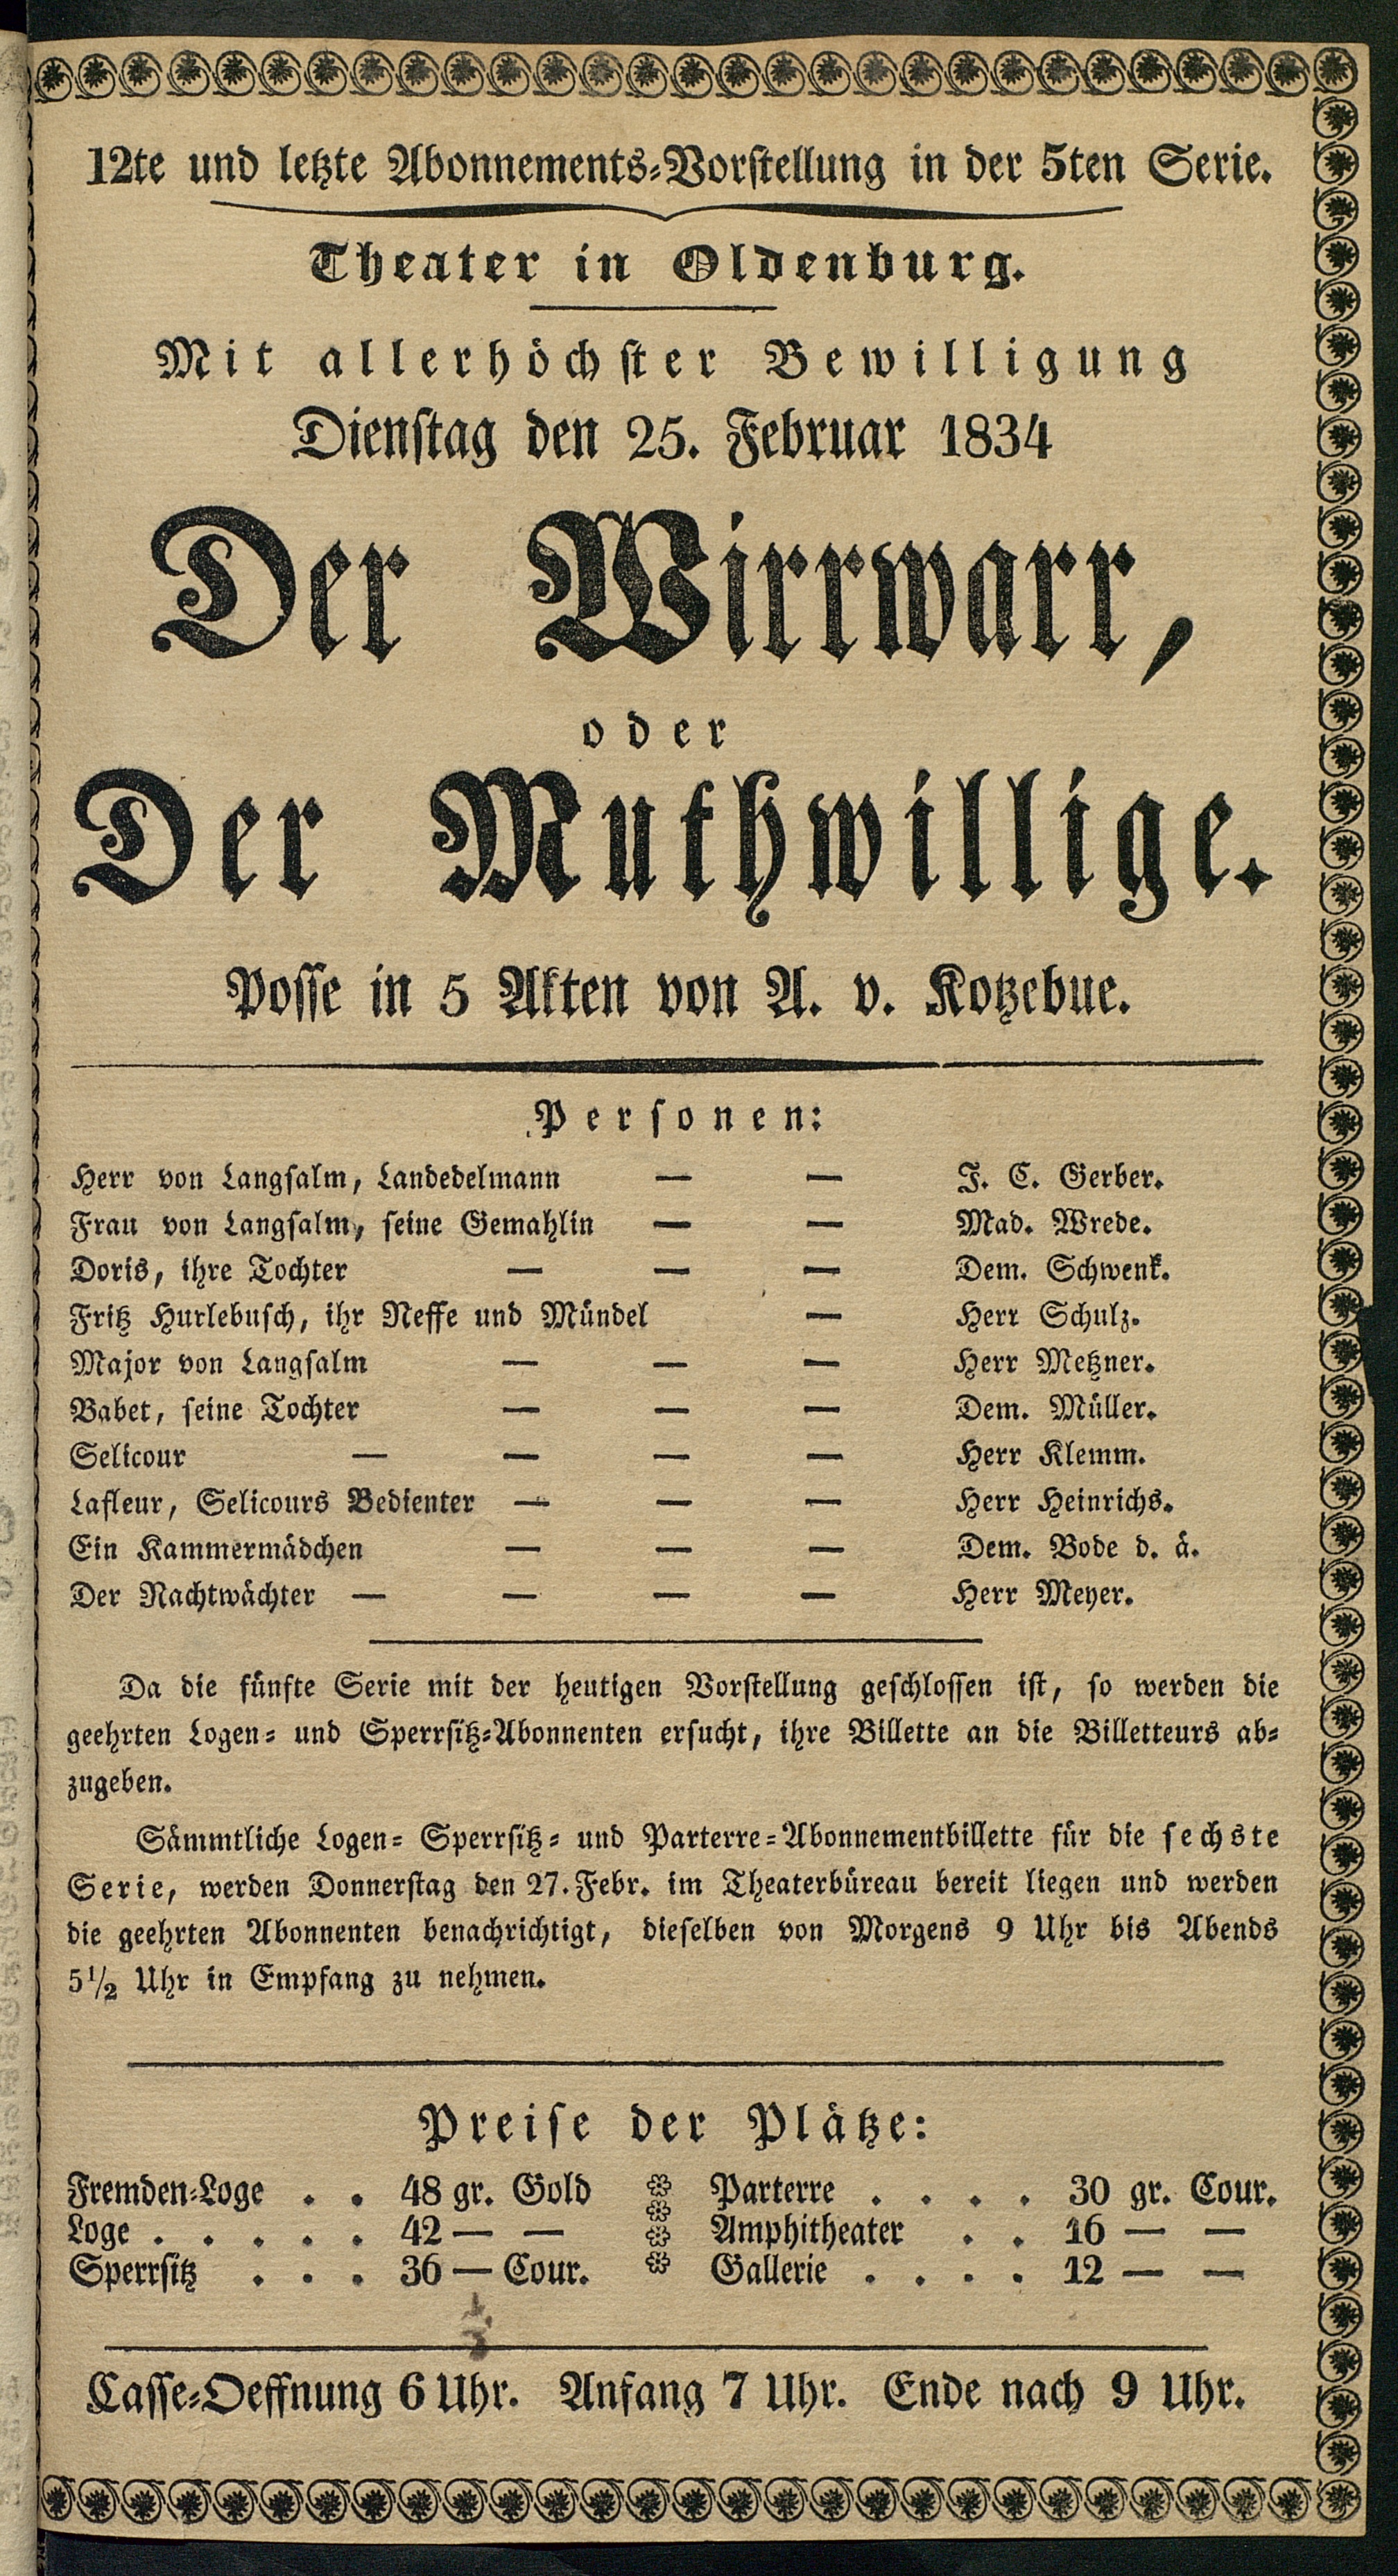 12te und letzte Abonnements-Vorstellung in der 5ten Serie.
Theater in Oldenburg.
Mit allerhöchster Bewilligung
Dienstag den 25. Februar 1834
Der Wirrwarr,
oder
Der Muthwillige.
Posse in 5 Akten von A. v. Kotzebue.
Personen:
Herr von Langsalm, Landedelmann — — J. C. Gerber.
Frau von Langsalm, seine Gemahlin — — Mad. Wrede.
Doris, ihre Tochter — — — Dem. Schwenk.
Fritz Hurlebusch, ihr Neffe und Mündel — Herr Schulz.
Major von Langsalm — — — Herr Metzner.
Babet, seine Tochter — — — Dem. Müller.
Selicour — — — — Herr Klemm.
Lafleur, Selicours Bedienter — — — Herr Heinrichs.
Ein Kammermädchen — — — Dem. Bode d. ä.
Der Nachtwächter — — — — Herr Meyer.
Da die fünfte Serie mit der heutigen Vorstellung geschlossen ist, so werden die
geehrten Logen- und Sperrsitz-Abonnenten ersucht, ihre Billette an die Billetteurs ab-
zugeben.
Sämmtliche Logen- Sperrsitz- und Parterre-Abonnementbillette für die sechste
Serie, werden Donnerstag den 27. Febr. im Theaterbüreau bereit liegen und werden
die geehrten Abonnenten benachrichtigt, dieselben von Morgens 9 Uhr bis Abends
5½ Uhr in Empfang zu nehmen.
Preise der Plätze:
Fremden-Loge . . 48 gr. Gold Parterre . . . . 30 gr. Cour.
Loge . . . . . 42 — — Amphitheater . . 16 — —
Sperrsitz . . . 36 — Cour. Gallerie . . . . 12 — —
Casse-Oeffnung 6 Uhr. Anfang 7 Uhr. Ende nach 9 Uhr.